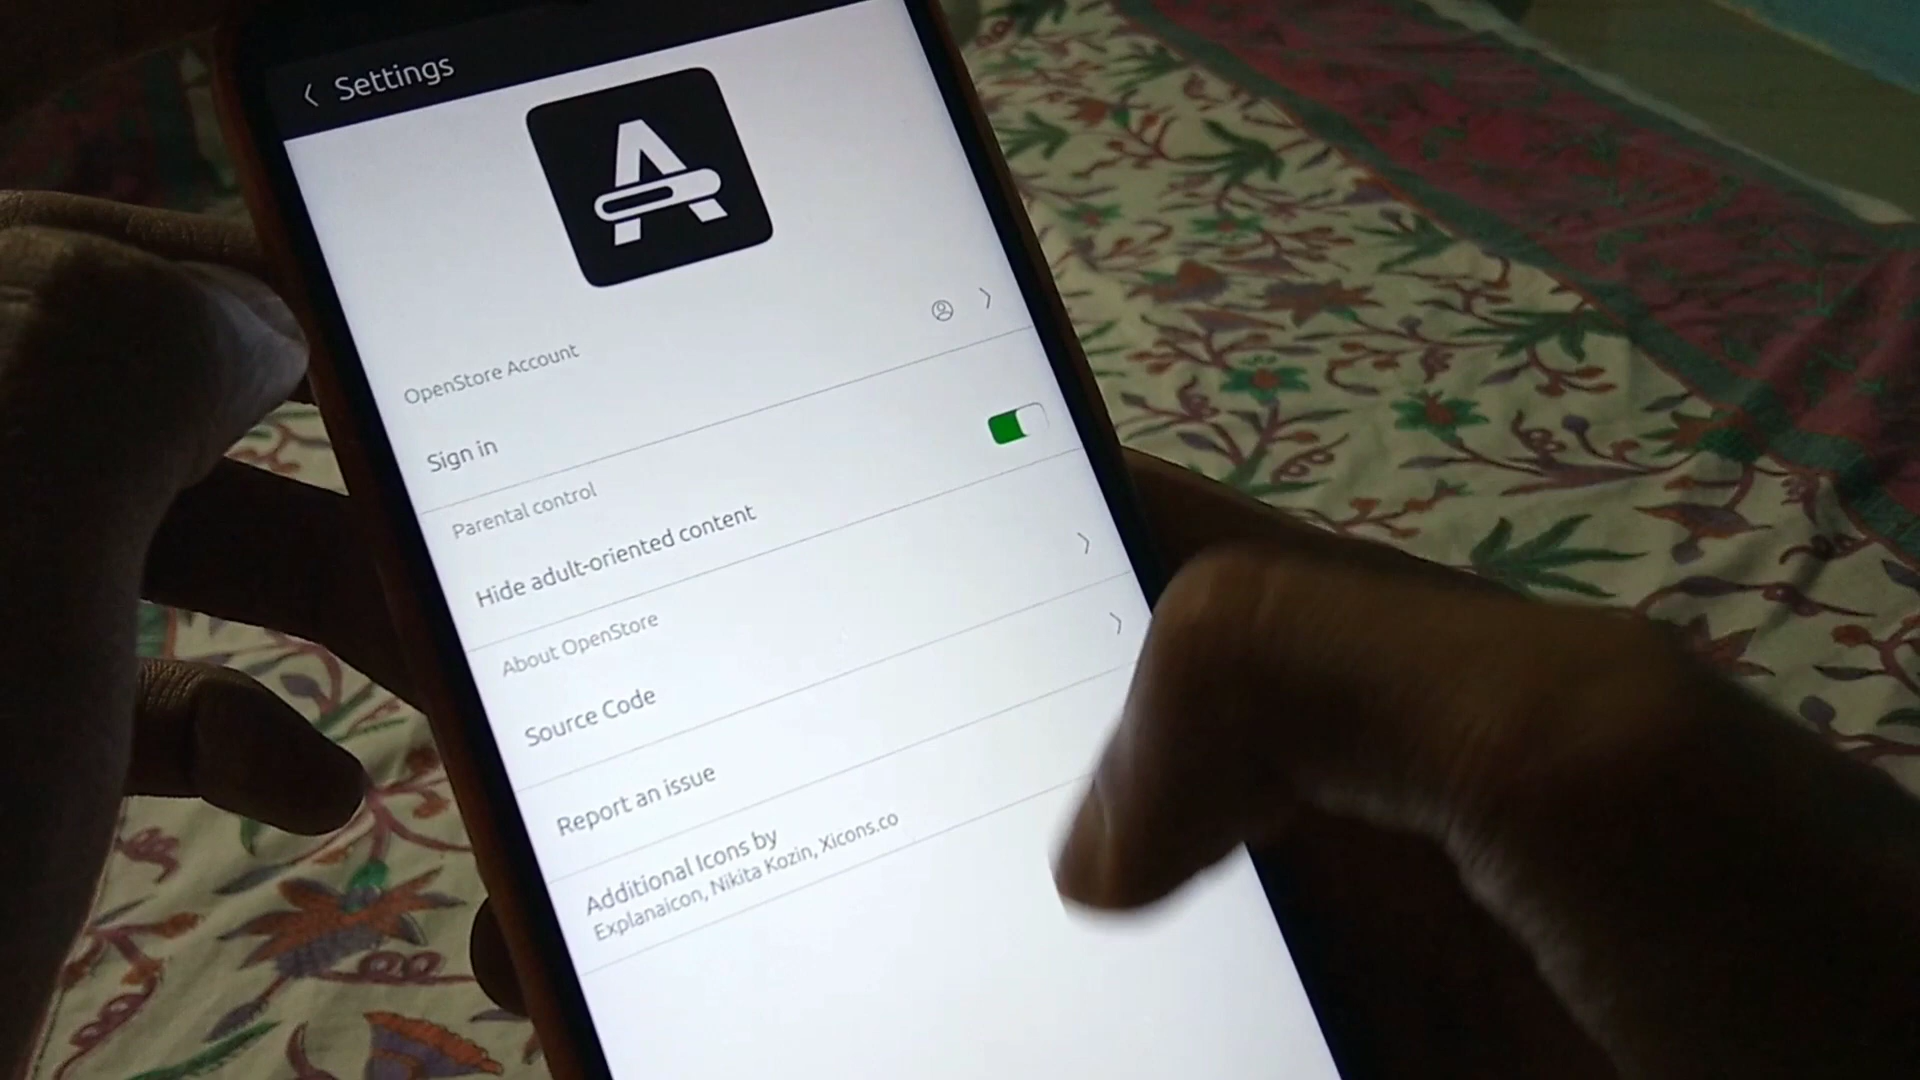 Settings
OpenStore Account
Sign in
Parental control
Hide adult-oriented content
About OpenStore
Source Code
Report an issue
Additional Icons by
Explanaicon, Nikita Kozin, Xicons.co